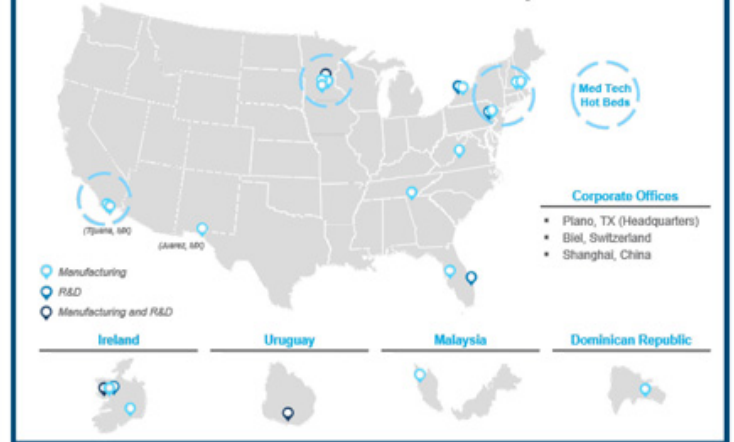 Med Tech
Hot Beds
(Tijuana, MX)
(Juarez, MX)
Corporate Offices
▪ Plano, TX (Headquarters)
▪ Biel, Switzerland
▪ Shanghai, China
Manufacturing
R&D
Manufacturing and R&D
Ireland
Uruguay
Malaysia
Dominican Republic